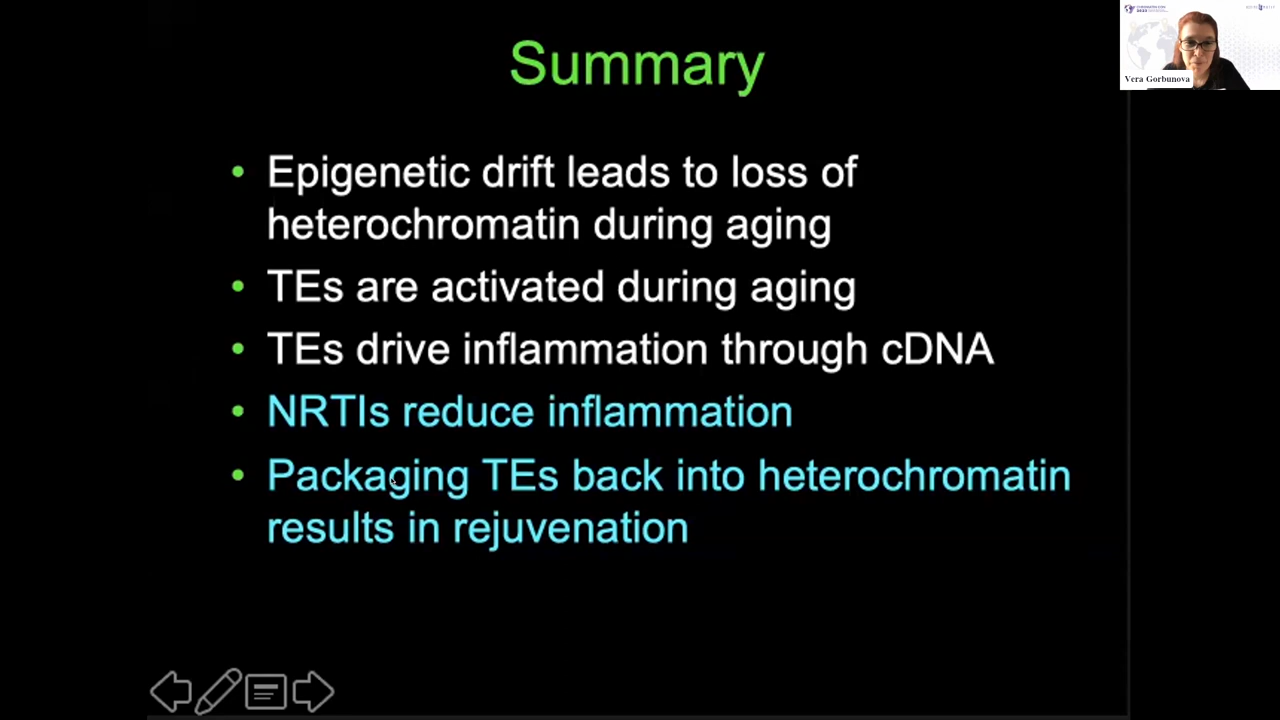 Summary
• Epigenetic drift leads to loss of
heterochromatin during aging
• TEs are activated during aging
• TEs drive inflammation through cDNA
• NRTIs reduce inflammation
• Packaging TEs back into heterochromatin
results in rejuvenation
Vera Gorbunova